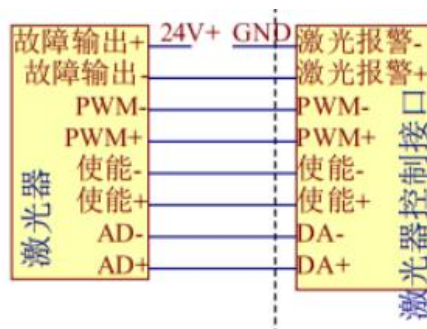 故障输出+ 24V+ GND 激光报警-
故障输出- 激光报警+
PWM- PWM-
PWM+ PWM+
使能- 使能-
使能+ 使能+
AD- DA-
AD+ DA+
激光器
激光器控制接口